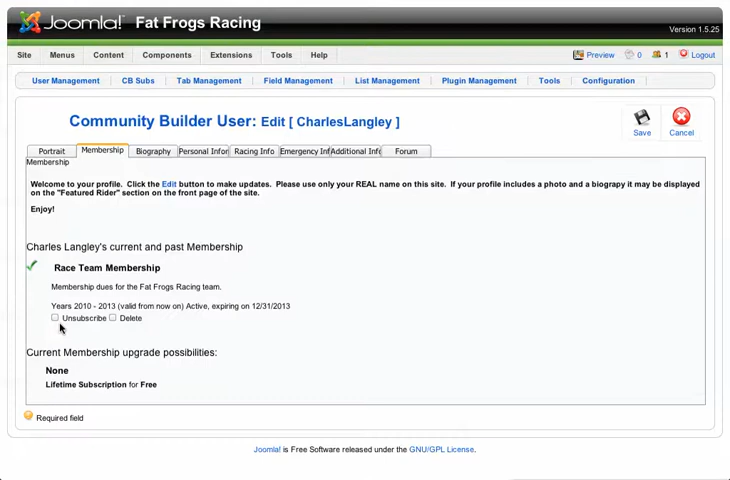 Joomla! Fat Frogs Racing
Version 1.5.25
Site Menus Content Components Extensions Tools Help Preview 0 1 Logout
User Management CB Subs Tab Management Field Management List Management Plugin Management Tools Configuration
Community Builder User: Edit [ CharlesLangley ]
Save Cancel
Portrait Membership Biography Personal Infor Racing Info Emergency Inf Additional Info Forum
Membership
Welcome to your profile. Click the Edit button to make updates. Please use only your REAL name on this site. If your profile includes a photo and a biograpy it may be displayed
on the "Featured Rider" section on the front page of the site.
Enjoy!
Charles Langley's current and past Membership
Race Team Membership
Membership dues for the Fat Frogs Racing team.
Years 2010 - 2013 (valid from now on) Active, expiring on 12/31/2013
Unsubscribe Delete
Current Membership upgrade possibilities:
None
Lifetime Subscription for Free
Required field
Joomla! is Free Software released under the GNU/GPL License.